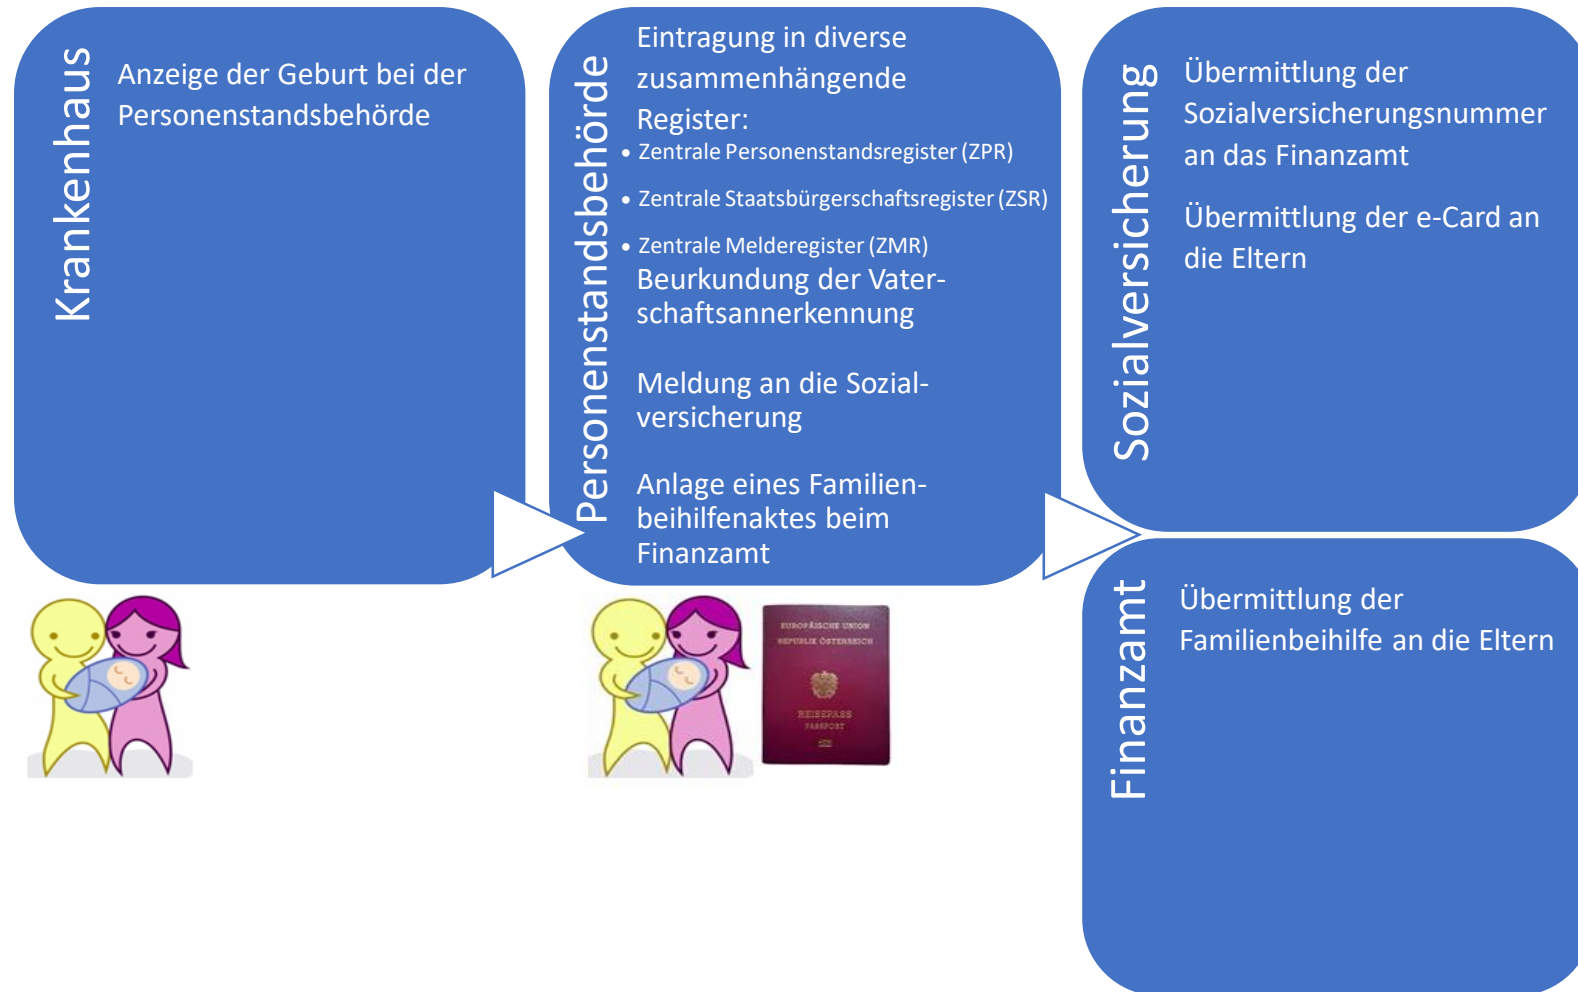 Krankenhaus
Anzeige der Geburt bei der
Personenstandsbehörde
Personenstandsbehörde
Eintragung in diverse
zusammenhängende
Register:
• Zentrale Personenstandsregister (ZPR)
• Zentrale Staatsbürgerschaftsregister (ZSR)
• Zentrale Melderegister (ZMR)
Beurkundung der Vater-
schaftsannerkennung
Meldung an die Sozial-
versicherung
Anlage eines Familien-
beihilfenaktes beim
Finanzamt
EUROPÄISCHE UNION
REPUBLIK ÖSTERREICH
REISEPASS
PASSPORT
Sozialversicherung
Übermittlung der
Sozialversicherungsnummer
an das Finanzamt
Übermittlung der e-Card an
die Eltern
Finanzamt
Übermittlung der
Familienbeihilfe an die Eltern